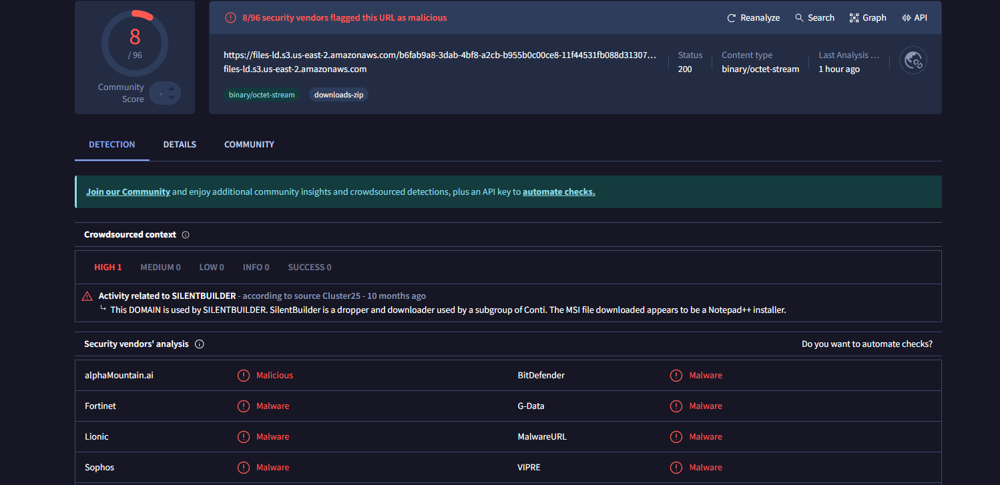 8
/ 96
Community
Score
8/96 security vendors flagged this URL as malicious
Reanalyze
Search
Graph
API
https://files-ld.s3.us-east-2.amazonaws.com/b6fab9a8-3dab-4bf8-a2cb-b955b0c00ce8-11f44531fb088d31307…
files-ld.s3.us-east-2.amazonaws.com
binary/octet-stream
downloads-zip
Status
200
Content type
binary/octet-stream
Last Analysis …
1 hour ago
DETECTION
DETAILS
COMMUNITY
Join our Community and enjoy additional community insights and crowdsourced detections, plus an API key to automate checks.
Crowdsourced context
HIGH 1
MEDIUM 0
LOW 0
INFO 0
SUCCESS 0
Activity related to SILENTBUILDER - according to source Cluster25 - 10 months ago
This DOMAIN is used by SILENTBUILDER. SilentBuilder is a dropper and downloader used by a subgroup of Conti. The MSI file downloaded appears to be a Notepad++ installer.
Security vendors' analysis
Do you want to automate checks?
alphaMountain.ai
Malicious
BitDefender
Malware
Fortinet
Malware
G-Data
Malware
Lionic
Malware
MalwareURL
Malware
Sophos
Malware
VIPRE
Malware